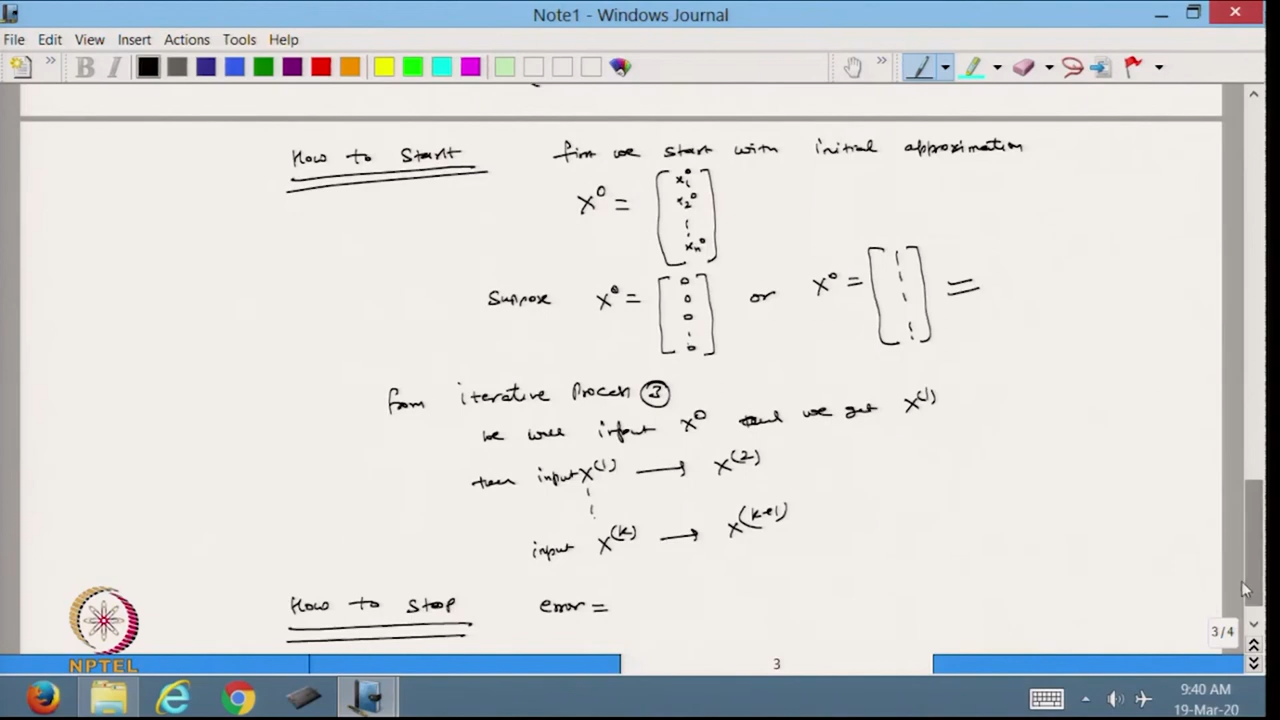 Note1 - Windows Journal
File Edit View Insert Actions Tools Help
How to Start first we start with initial approximation
X⁰ = [x₁⁰ x₂⁰ ⋮ xₙ⁰]
Suppose X⁰ = [0 0 0 ⋮ 0] or X⁰ = [1 1 1 ⋮ 1] =
from iterative process ③
we will input X⁰ and we get X⁽¹⁾
then input X⁽¹⁾ → X⁽²⁾
⋮
input X⁽ᵏ⁾ → X⁽ᵏ⁺¹⁾
How to Stop error =
NPTEL
3/4
3
9:40 AM
19-Mar-20